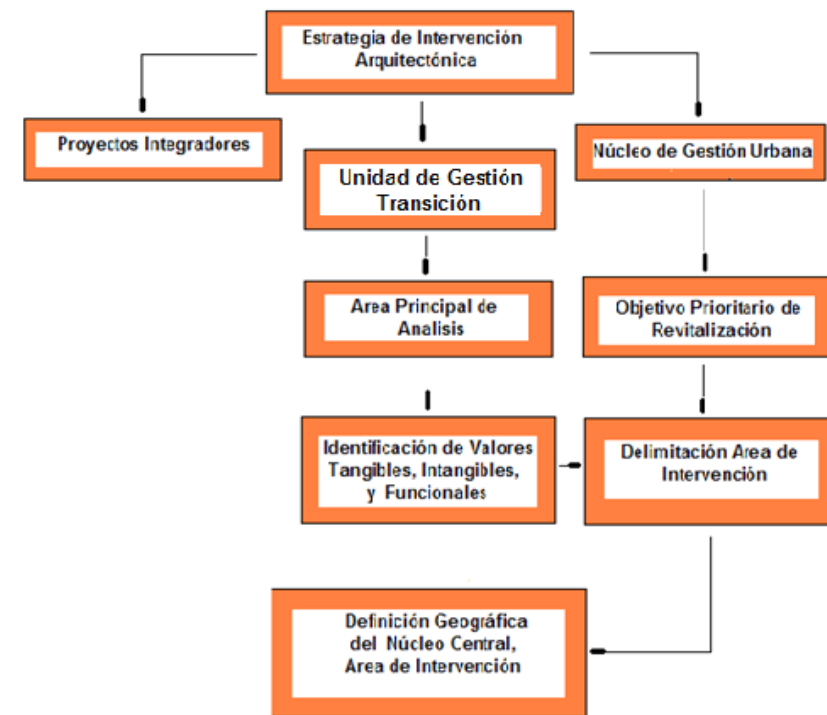 Estrategia de Intervención
Arquitectónica
Proyectos Integradores
Núcleo de Gestión Urbana
Unidad de Gestión
Transición
Area Principal de
Analisis
Objetivo Prioritario de
Revitalización
Identificación de Valores
Tangibles, Intangibles,
y Funcionales
Delimitación Area de
Intervención
Definición Geográfica
del Núcleo Central,
Area de Intervención